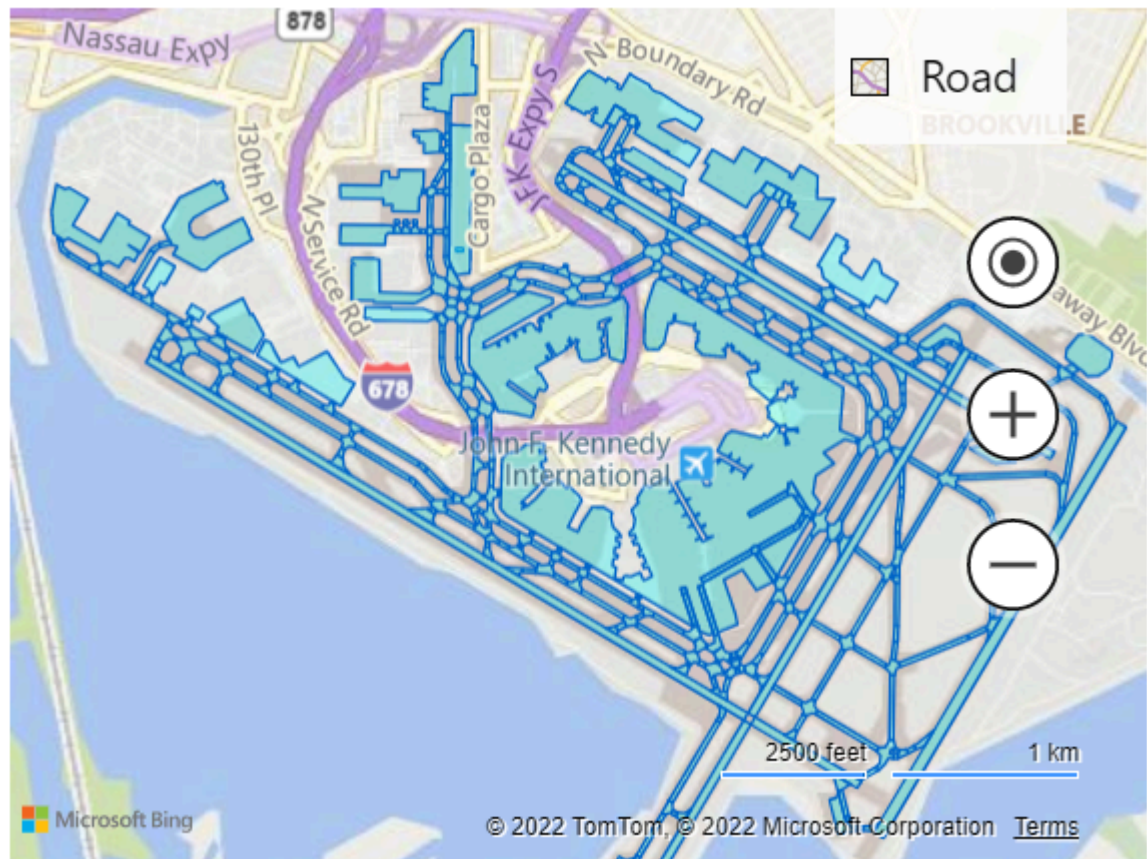 878
Nassau Expy
N Boundary Rd
Road
BROOKVILLE
130th Pl
N Service Rd
Cargo Plaza
JFK Expy S
away Blvd
678
John F. Kennedy
International
2500 feet
1 km
Microsoft Bing
© 2022 TomTom, © 2022 Microsoft Corporation Terms